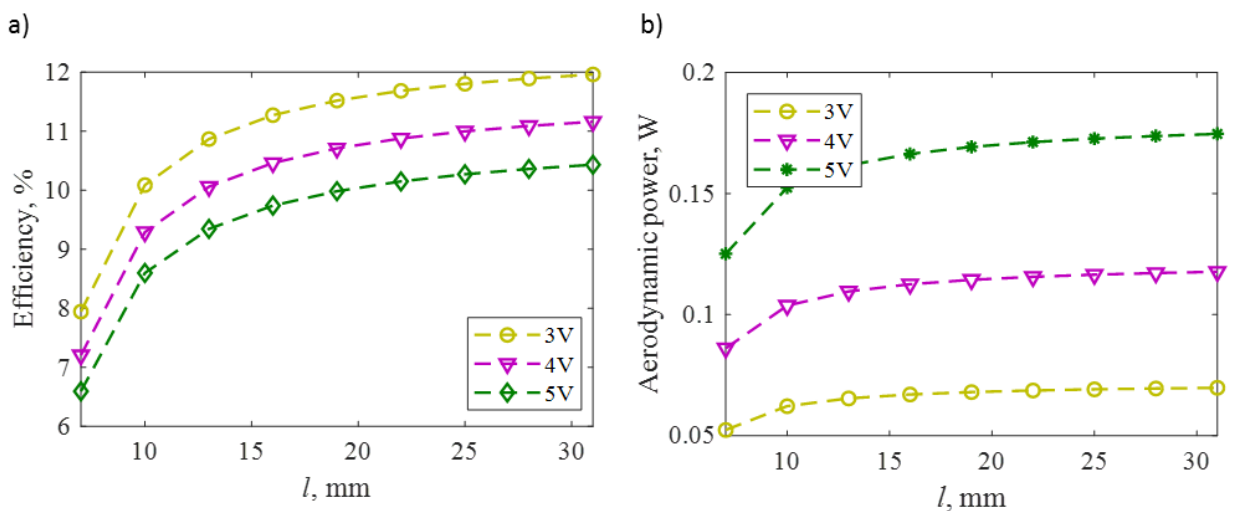 a)
Efficiency, %
12
11
10
9
8
7
6
3V
4V
5V
10
15
20
25
30
l, mm
b)
Aerodynamic power, W
0.2
0.15
0.1
0.05
3V
4V
5V
10
15
20
25
30
l, mm